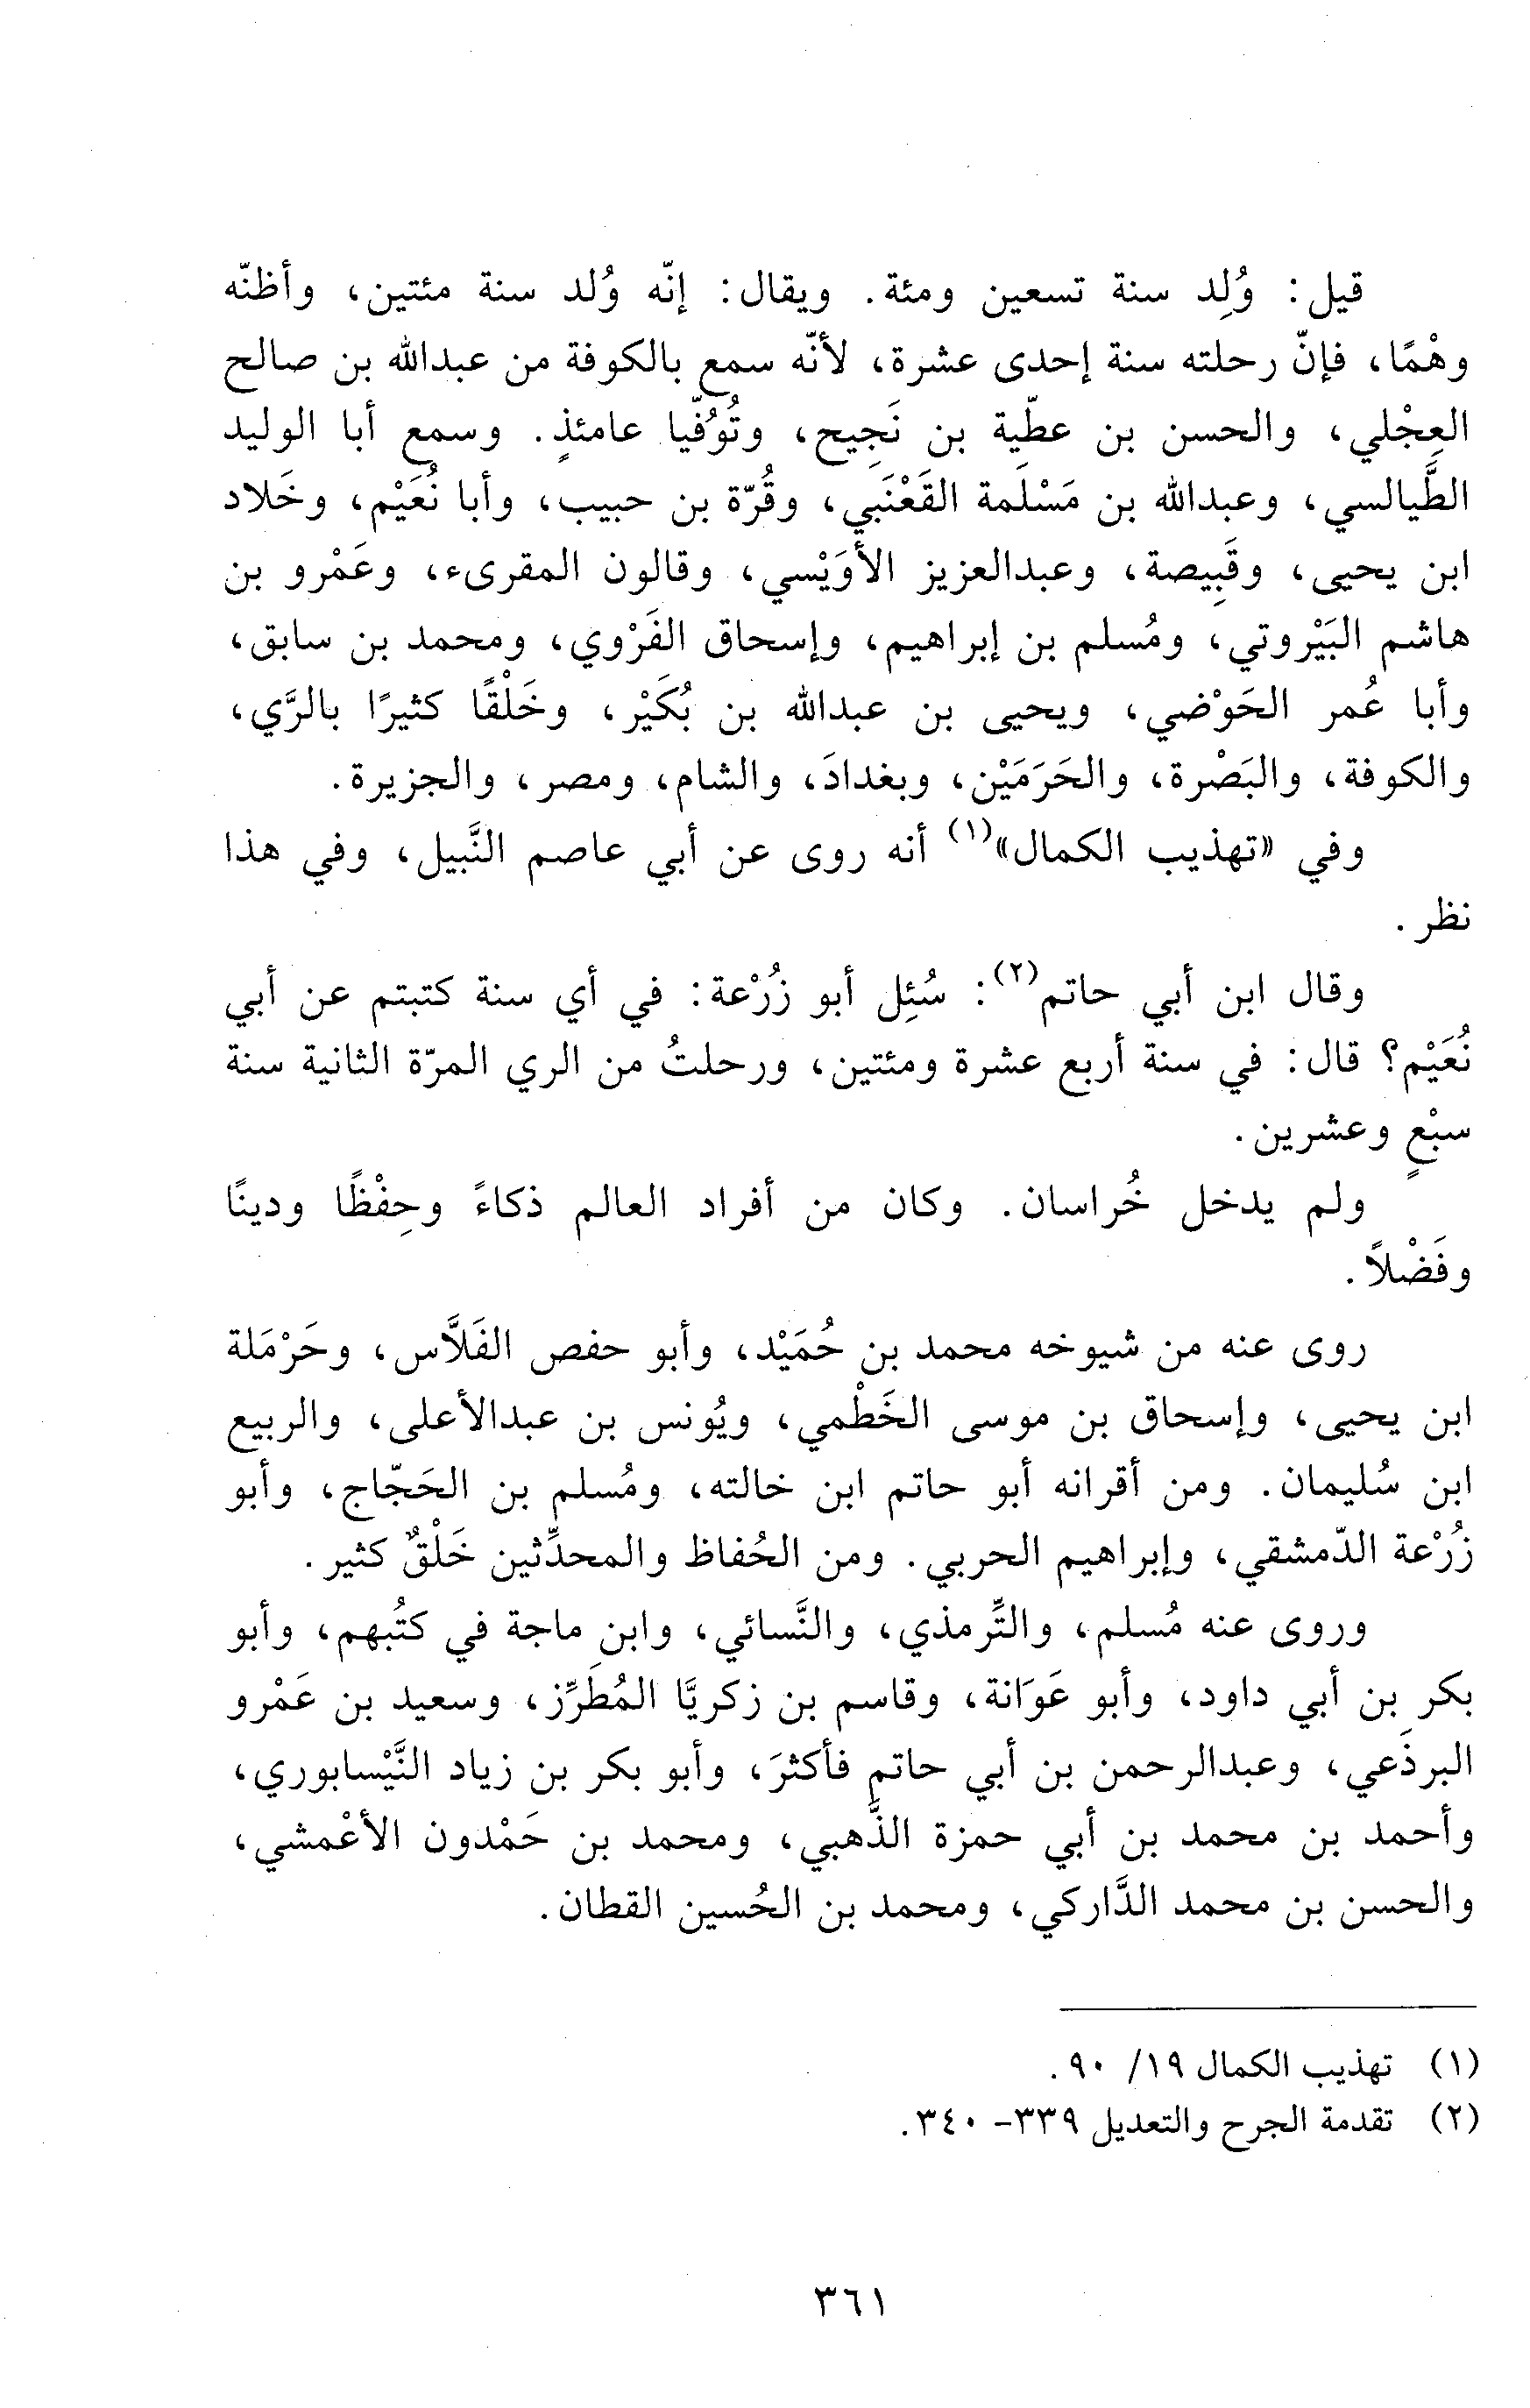 قيل: وُلِد سنة تسعين ومئة. ويقال: إنّه وُلد سنة مئتين، وأظنّه
وهْمًا، فإنّ رحلته سنة إحدى عشرة، لأنّه سمع بالكوفة من عبدالله بن صالح
العِجْلي، والحسن بن عطّية بن نَجِيح، وتُوُفّيا عامئذٍ. وسمع أبا الوليد
الطَّيالسي، وعبدالله بن مَسْلَمة القَعْنَبي، وقُرّة بن حبيب، وأبا نُعَيْم، وخَلاد
ابن يحيى، وقَبِيصة، وعبدالعزيز الأوَيْسي، وقالون المقرىء، وعَمْرو بن
هاشم البَيْروتي، ومُسلم بن إبراهيم، وإسحاق الفَرْوي، ومحمد بن سابق،
وأبا عُمر الحَوْضي، ويحيى بن عبدالله بن بُكَيْر، وخَلْقًا كثيرًا بالرَّي،
والكوفة، والبَصْرة، والحَرَمَيْن، وبغدادَ، والشام، ومصر، والجزيرة.
وفي «تهذيب الكمال»(١) أنه روى عن أبي عاصم النَّبيل، وفي هذا
نظر.
وقال ابن أبي حاتم(٢): سُئِل أبو زُرْعة: في أي سنة كتبتم عن أبي
نُعَيْم؟ قال: في سنة أربع عشرة ومئتين، ورحلتُ من الري المرّة الثانية سنة
سبْعٍ وعشرين.
ولم يدخل خُراسان. وكان من أفراد العالم ذكاءً وحِفْظًا ودينًا
وفَضْلاً.
روى عنه من شيوخه محمد بن حُمَيْد، وأبو حفص الفَلاَّس، وحَرْمَلة
ابن يحيى، وإسحاق بن موسى الخَطْمي، ويُونس بن عبدالأعلى، والربيع
ابن سُليمان. ومن أقرانه أبو حاتم ابن خالته، ومُسلم بن الحَجّاج، وأبو
زُرْعة الدّمشقي، وإبراهيم الحربي. ومن الحُفاظ والمحدِّثين خَلْقٌ كثير.
وروى عنه مُسلم، والتِّرمذي، والنَّسائي، وابن ماجة في كتُبهم، وأبو
بكر بن أبي داود، وأبو عَوَانة، وقاسم بن زكريَّا المُطَرِّز، وسعيد بن عَمْرو
البرذَعي، وعبدالرحمن بن أبي حاتم فأكثرَ، وأبو بكر بن زياد النَّيْسابوري،
وأحمد بن محمد بن أبي حمزة الذَّهبي، ومحمد بن حَمْدون الأعْمشي،
والحسن بن محمد الدَّاركي، ومحمد بن الحُسين القطان.
(١) تهذيب الكمال ١٩/ ٩٠.
(٢) تقدمة الجرح والتعديل ٣٣٩- ٣٤٠.
٣٦١